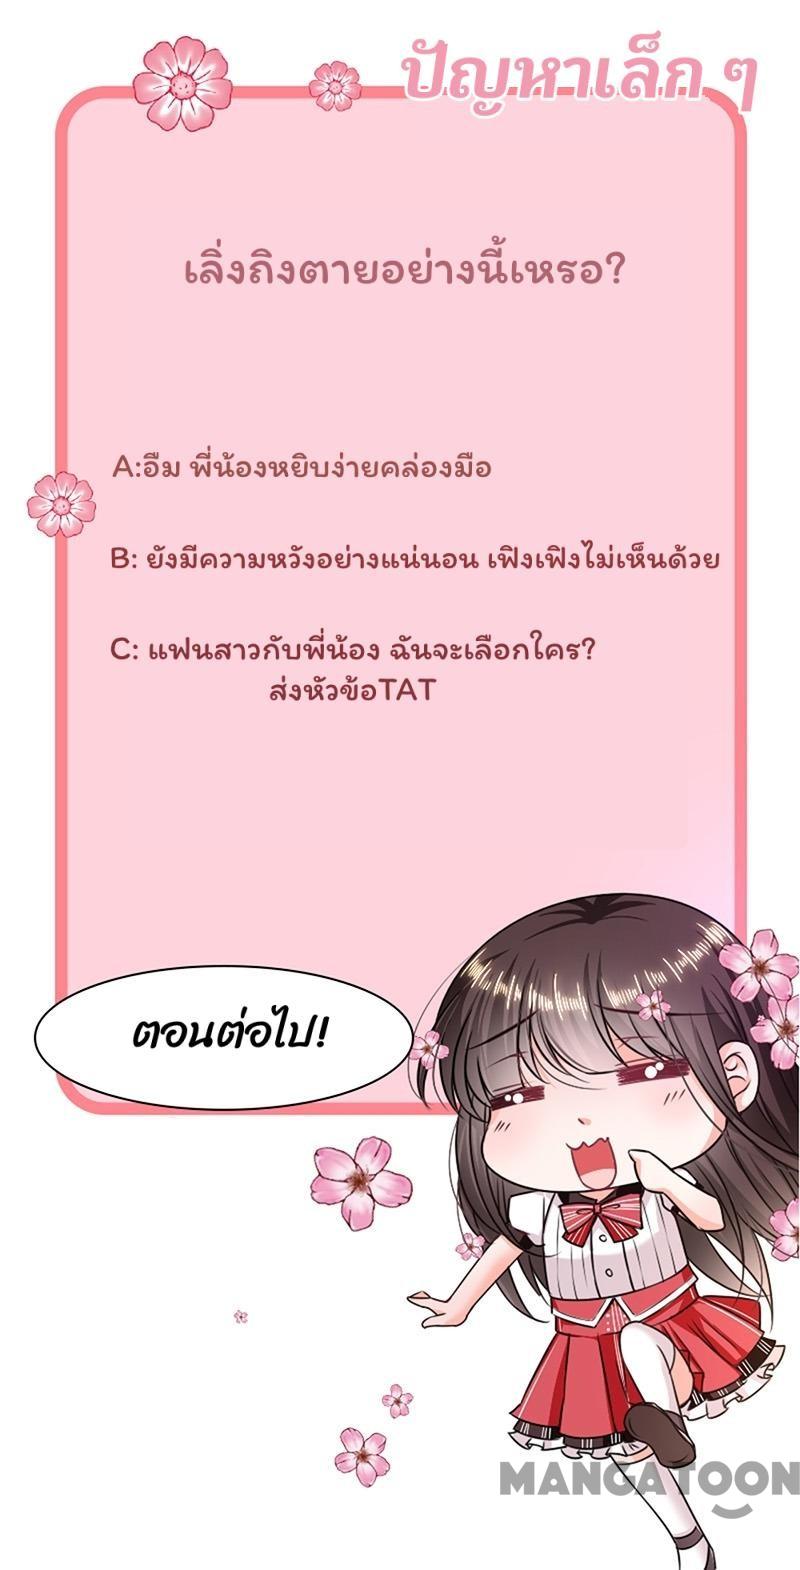 ปัญหาเล็ก ๆ
เลิ่งถิงตายอย่างนี้เหรอ?
A:อืม พี่น้องหยิบง่ายคล่องมือ
B: ยังมีความหวังอย่างแน่นอน เฟิงเฟิงไม่เห็นด้วย
C: แฟนสาวกับพี่น้อง ฉันจะเลือกใคร?
ส่งหัวข้อTAT
ตอนต่อไป!
MANGATOON